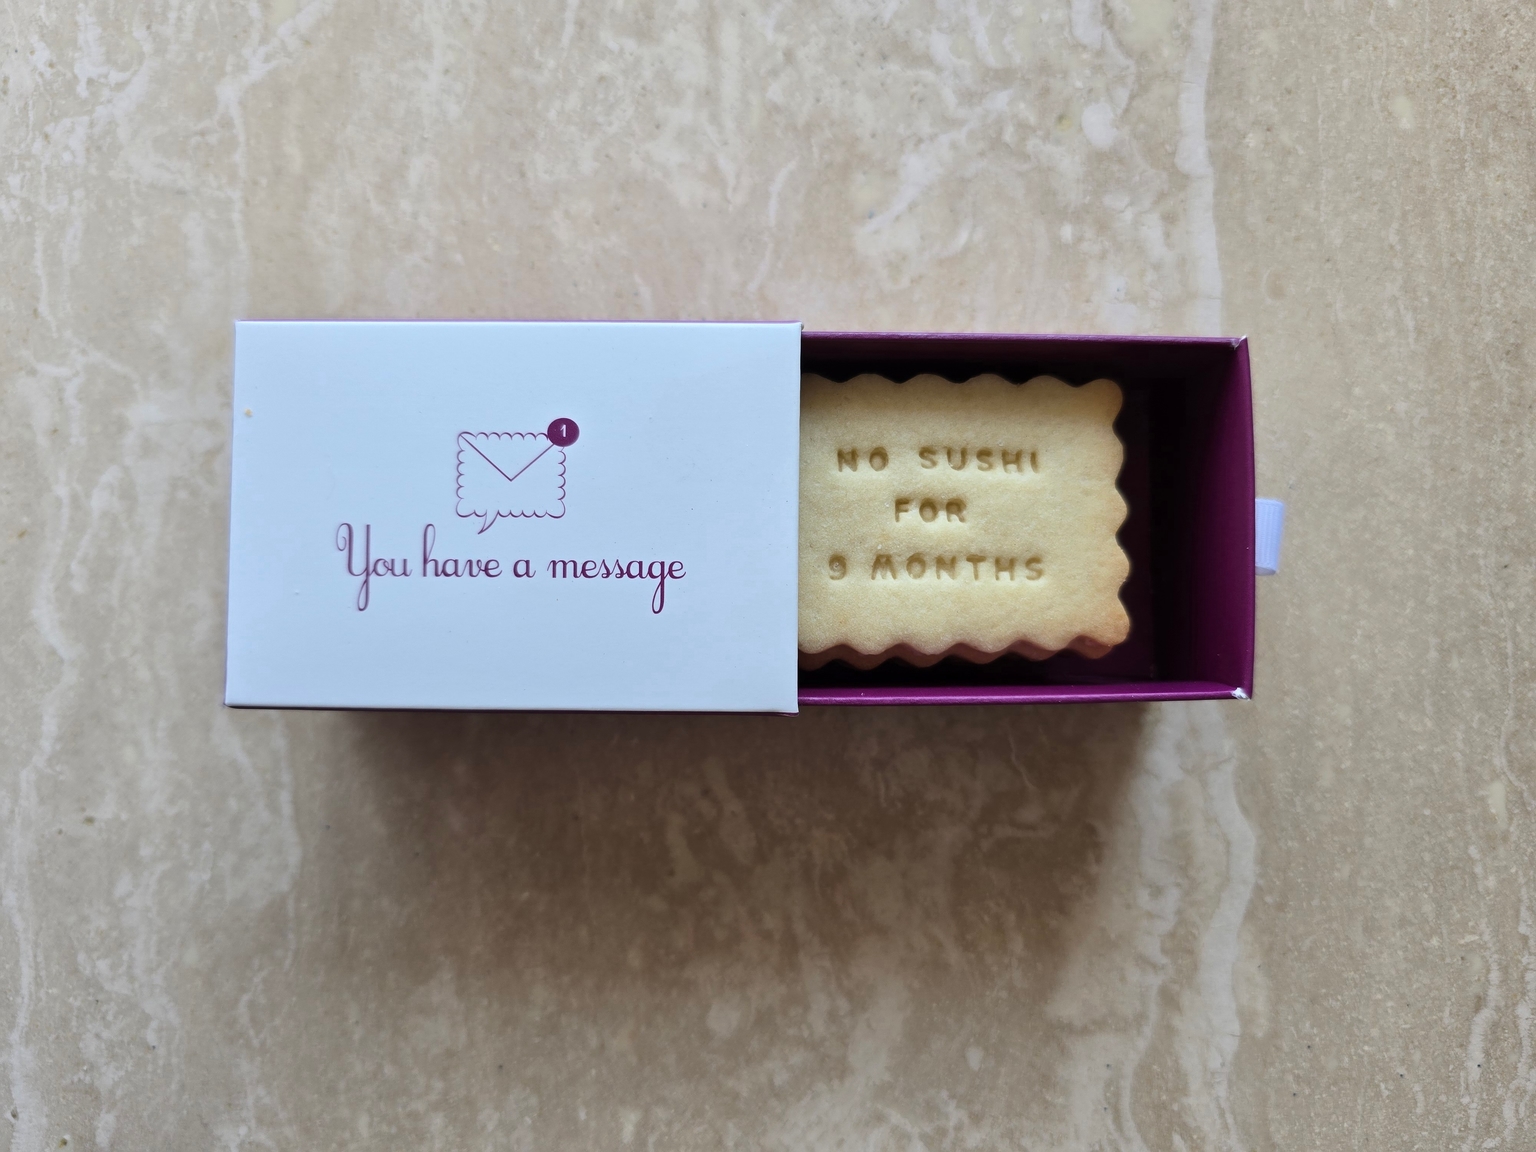 1
You have a message
NO SUSHI
FOR
9 MONTHS